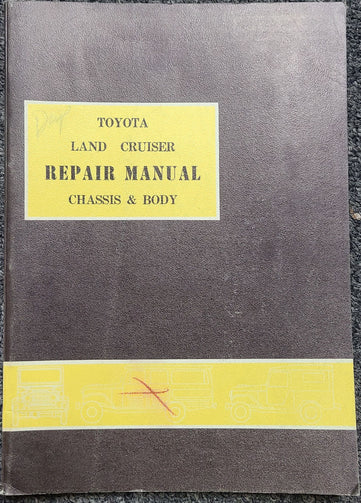 TOYOTA
LAND CRUISER
REPAIR MANUAL
CHASSIS & BODY